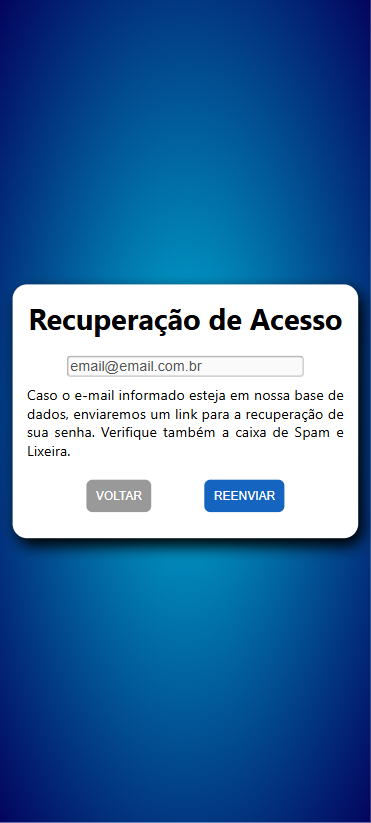 Recuperação de Acesso
email@email.com.br
Caso o e-mail informado esteja em nossa base de
dados, enviaremos um link para a recuperação de
sua senha. Verifique também a caixa de Spam e
Lixeira.
VOLTAR REENVIAR